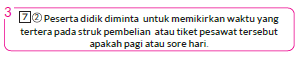 3
7 ② Peserta didik diminta untuk memikirkan waktu yang
tertera pada struk pembelian atau tiket pesawat tersebut
apakah pagi atau sore hari.